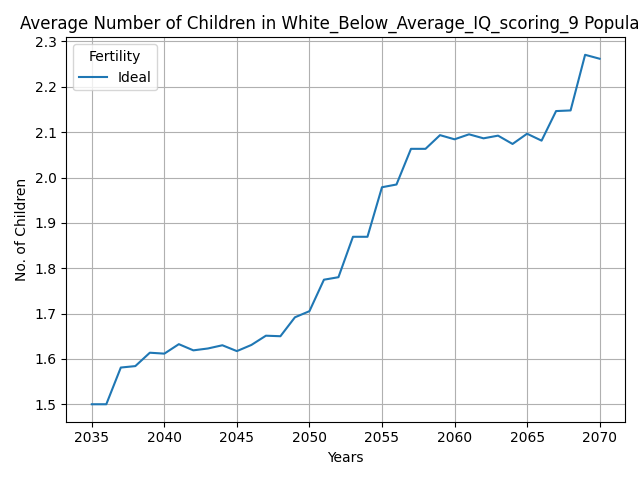 Average Number of Children in White_Below_Average_IQ_scoring_9 Popula
2.3
2.2
2.1
2.0
1.9
1.8
1.7
1.6
1.5
No. of Children
Fertility
Ideal
2035 2040 2045 2050 2055 2060 2065 2070
Years